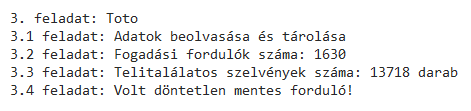 3. feladat: Toto
3.1 feladat: Adatok beolvasása és tárolása
3.2 feladat: Fogadási fordulók száma: 1630
3.3 feladat: Telitalálatos szelvények száma: 13718 darab
3.4 feladat: Volt döntetlen mentes forduló!